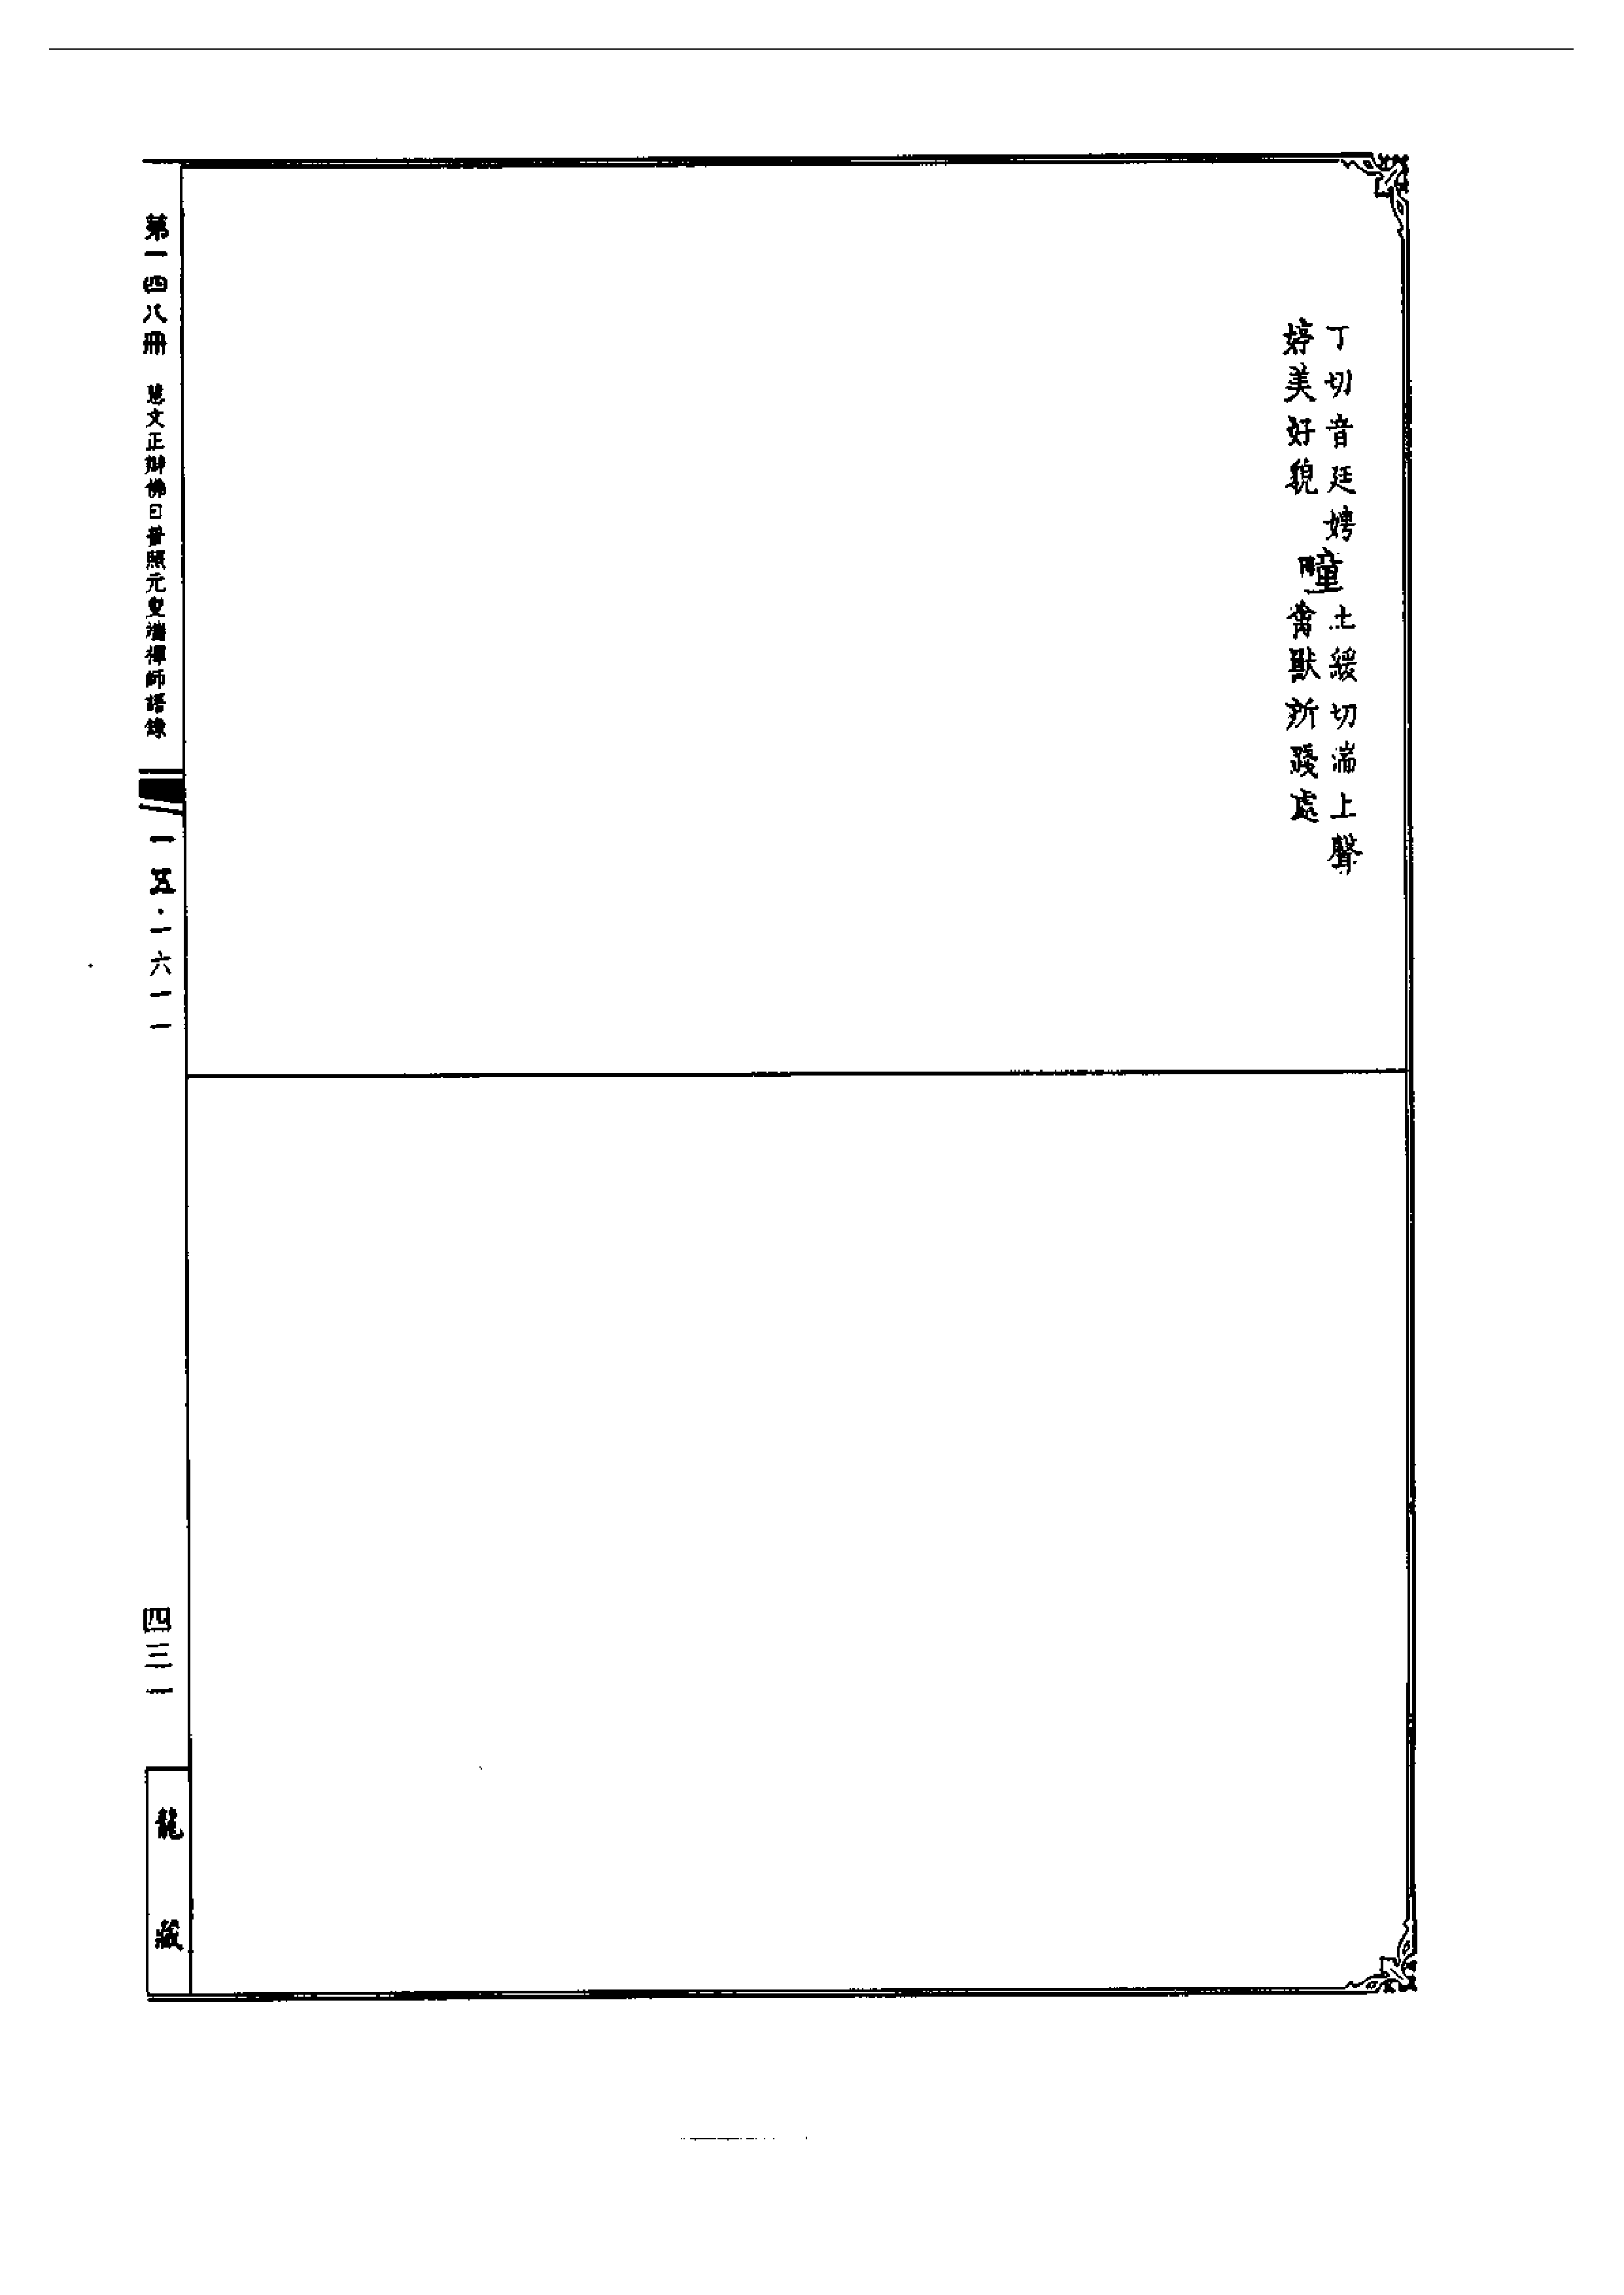 丁切音廷娉
婷美好貌
疃
土緩切湍上聲
禽獸所踐處
第一四八冊
慧文正辯佛日普照元叟端禪師語錄
一五·一六一一
四三一
龍藏